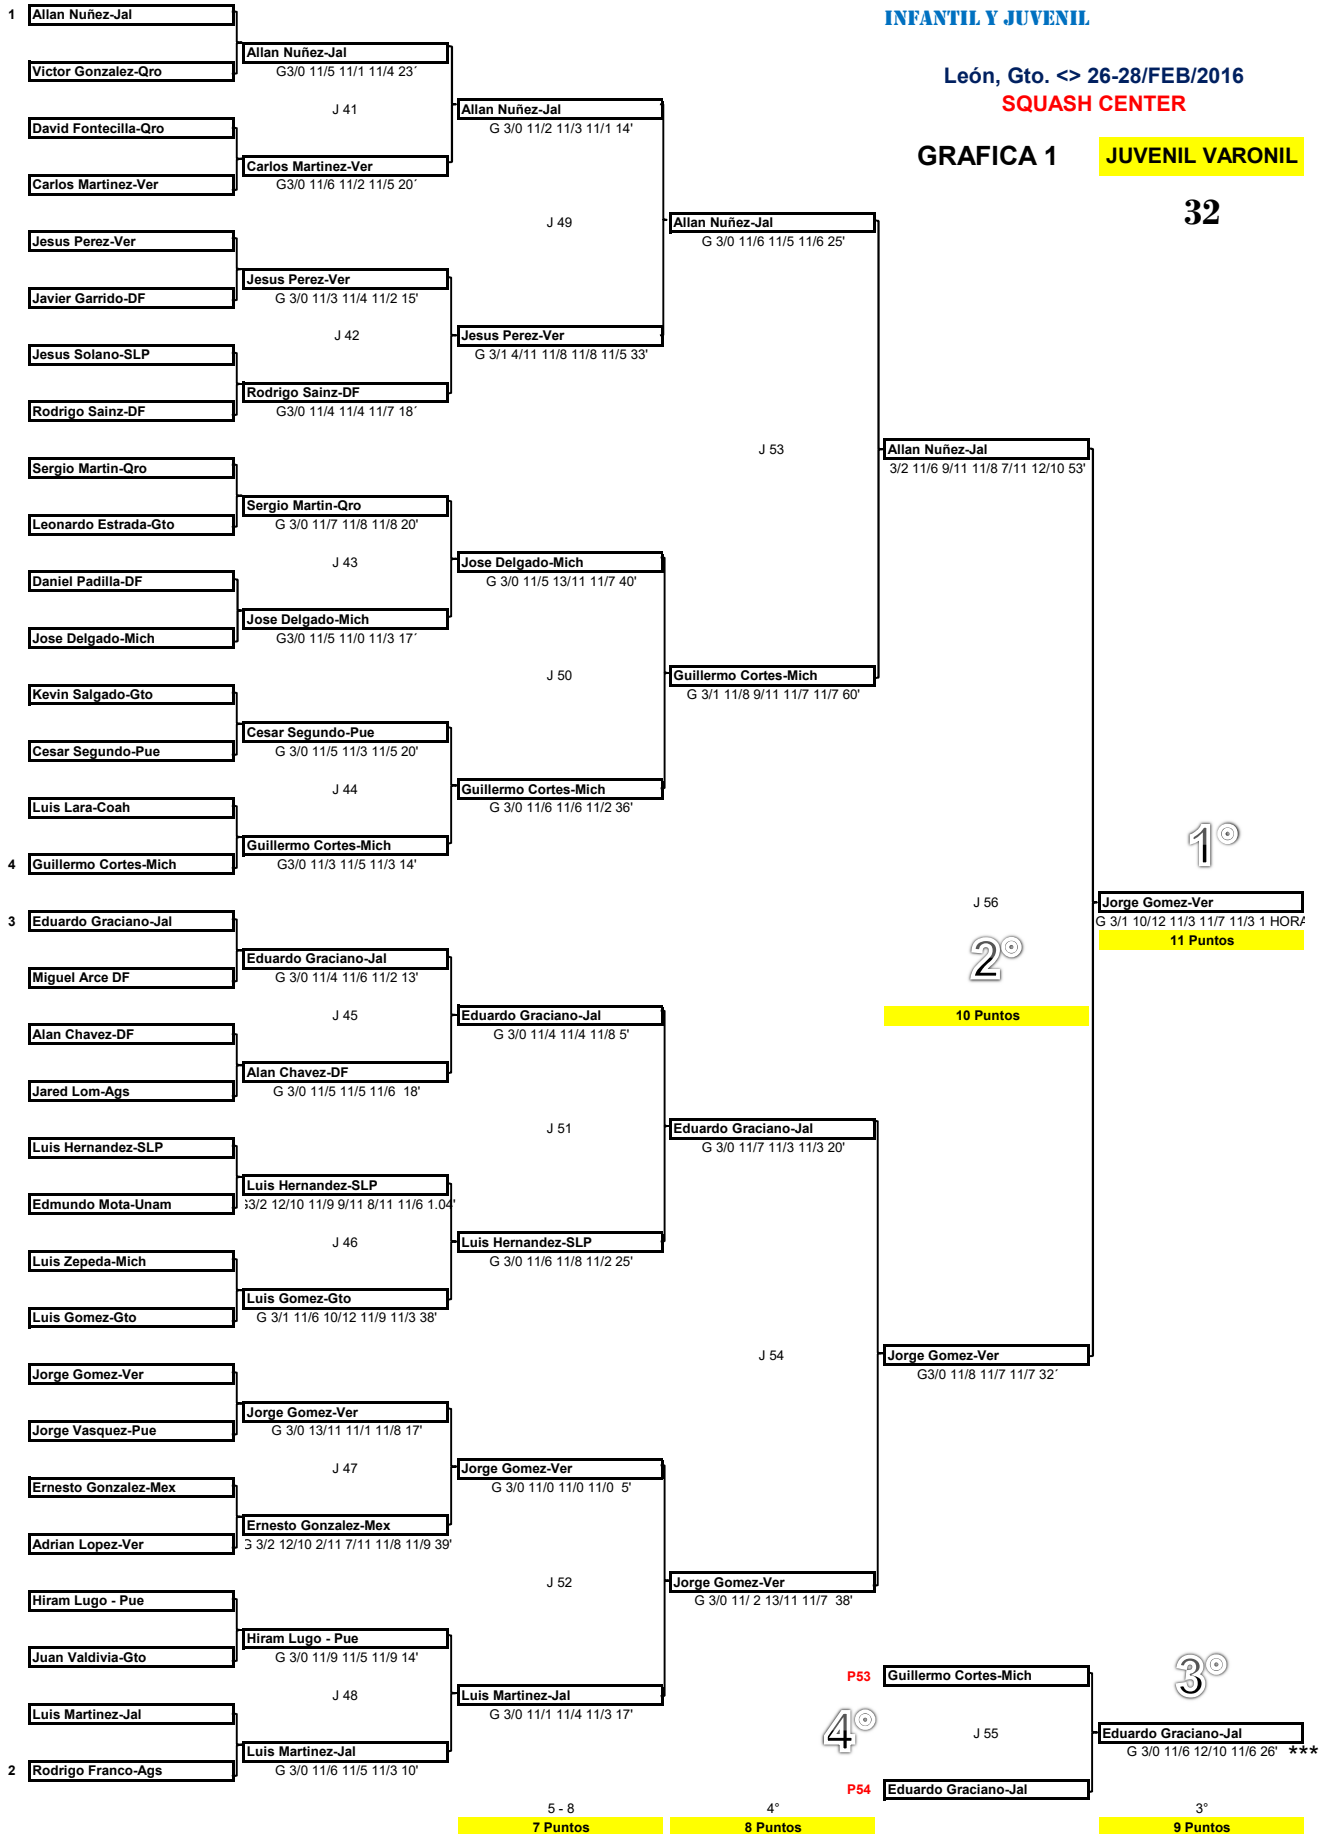 INFANTIL Y JUVENIL
León, Gto. <> 26-28/FEB/2016
SQUASH CENTER
GRAFICA 1
JUVENIL VARONIL
32
1 Allan Nuñez-Jal
Victor Gonzalez-Qro
David Fontecilla-Qro
Carlos Martinez-Ver
Jesus Perez-Ver
Javier Garrido-DF
Jesus Solano-SLP
Rodrigo Sainz-DF
Sergio Martin-Qro
Leonardo Estrada-Gto
Daniel Padilla-DF
Jose Delgado-Mich
Kevin Salgado-Gto
Cesar Segundo-Pue
Luis Lara-Coah
4 Guillermo Cortes-Mich
3 Eduardo Graciano-Jal
Miguel Arce DF
Alan Chavez-DF
Jared Lom-Ags
Luis Hernandez-SLP
Edmundo Mota-Unam
Luis Zepeda-Mich
Luis Gomez-Gto
Jorge Gomez-Ver
Jorge Vasquez-Pue
Ernesto Gonzalez-Mex
Adrian Lopez-Ver
Hiram Lugo - Pue
Juan Valdivia-Gto
Luis Martinez-Jal
2 Rodrigo Franco-Ags
Allan Nuñez-Jal
G3/0 11/5 11/1 11/4 23´
J 41
Carlos Martinez-Ver
G3/0 11/6 11/2 11/5 20´
Jesus Perez-Ver
G 3/0 11/3 11/4 11/2 15'
J 42
Rodrigo Sainz-DF
G3/0 11/4 11/4 11/7 18´
Sergio Martin-Qro
G 3/0 11/7 11/8 11/8 20'
J 43
Jose Delgado-Mich
G3/0 11/5 11/0 11/3 17´
Cesar Segundo-Pue
G 3/0 11/5 11/3 11/5 20'
J 44
Guillermo Cortes-Mich
G3/0 11/3 11/5 11/3 14'
Eduardo Graciano-Jal
G 3/0 11/4 11/6 11/2 13'
J 45
Alan Chavez-DF
G 3/0 11/5 11/5 11/6 18'
Luis Hernandez-SLP
3/2 12/10 11/9 9/11 8/11 11/6 1.04'
J 46
Luis Gomez-Gto
G 3/1 11/6 10/12 11/9 11/3 38'
Jorge Gomez-Ver
G 3/0 13/11 11/1 11/8 17'
J 47
Ernesto Gonzalez-Mex
G 3/2 12/10 2/11 7/11 11/8 11/9 39'
Hiram Lugo - Pue
G 3/0 11/9 11/5 11/9 14'
J 48
Luis Martinez-Jal
G 3/0 11/6 11/5 11/3 10'
Allan Nuñez-Jal
G 3/0 11/2 11/3 11/1 14'
J 49
Jesus Perez-Ver
G 3/1 4/11 11/8 11/8 11/5 33'
Jose Delgado-Mich
G 3/0 11/5 13/11 11/7 40'
J 50
Guillermo Cortes-Mich
G 3/0 11/6 11/6 11/2 36'
Eduardo Graciano-Jal
G 3/0 11/4 11/4 11/8 5'
J 51
Luis Hernandez-SLP
G 3/0 11/6 11/8 11/2 25'
Jorge Gomez-Ver
G 3/0 11/0 11/0 11/0 5'
J 52
Luis Martinez-Jal
G 3/0 11/1 11/4 11/3 17'
5 - 8
7 Puntos
Allan Nuñez-Jal
G 3/0 11/6 11/5 11/6 25'
J 53
Guillermo Cortes-Mich
G 3/1 11/8 9/11 11/7 11/7 60'
Eduardo Graciano-Jal
G 3/0 11/7 11/3 11/3 20'
J 54
Jorge Gomez-Ver
G 3/0 11/ 2 13/11 11/7 38'
4°
4°
8 Puntos
Allan Nuñez-Jal
3/2 11/6 9/11 11/8 7/11 12/10 53'
J 56
2°
10 Puntos
Jorge Gomez-Ver
G3/0 11/8 11/7 11/7 32´
P53 Guillermo Cortes-Mich
J 55
P54 Eduardo Graciano-Jal
1°
Jorge Gomez-Ver
G 3/1 10/12 11/3 11/7 11/3 1 HORA
11 Puntos
3°
Eduardo Graciano-Jal
G 3/0 11/6 12/10 11/6 26' ***
3°
9 Puntos